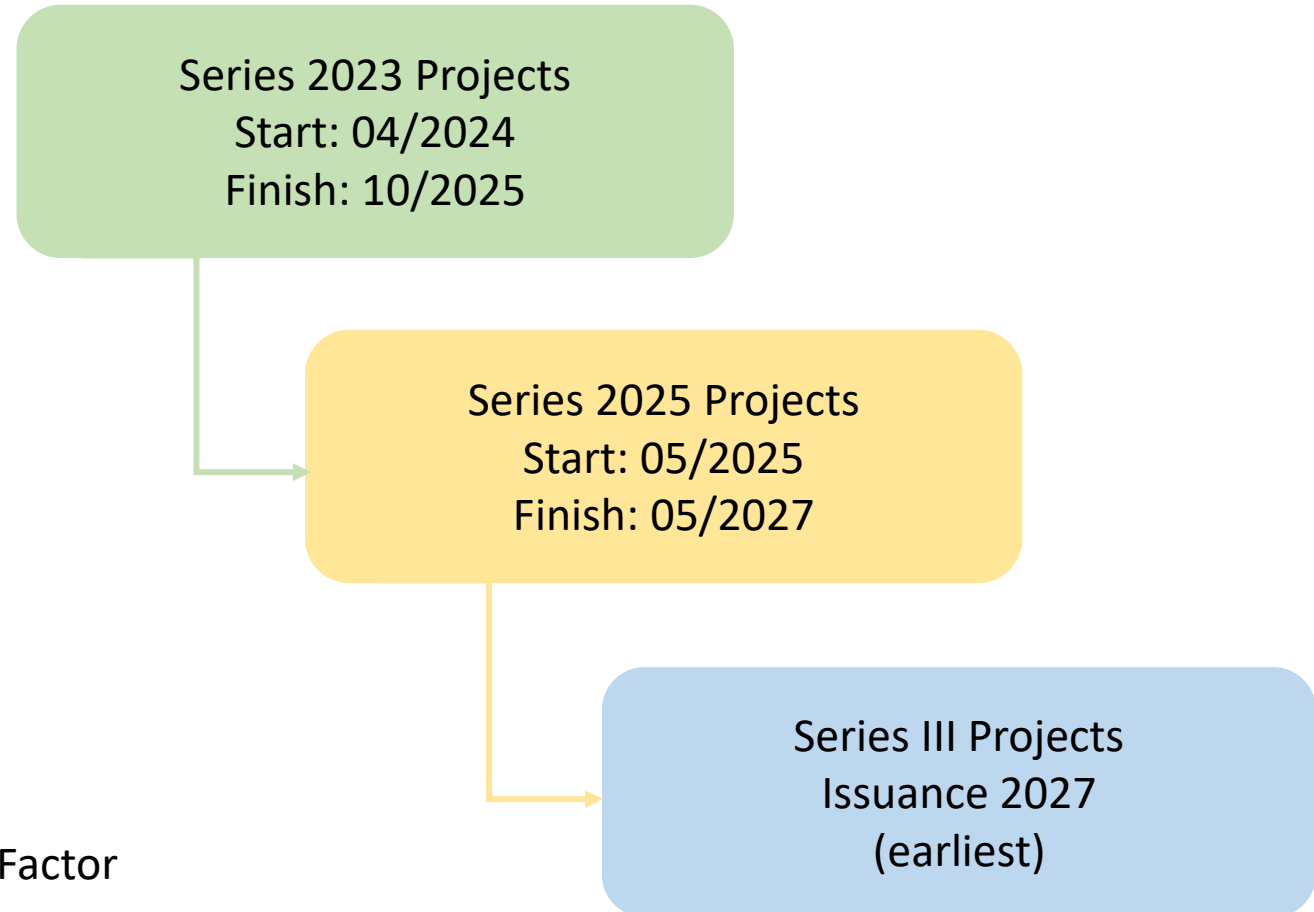 Series 2023 Projects
Start: 04/2024
Finish: 10/2025
Series 2025 Projects
Start: 05/2025
Finish: 05/2027
Series III Projects
Issuance 2027
(earliest)
Factor